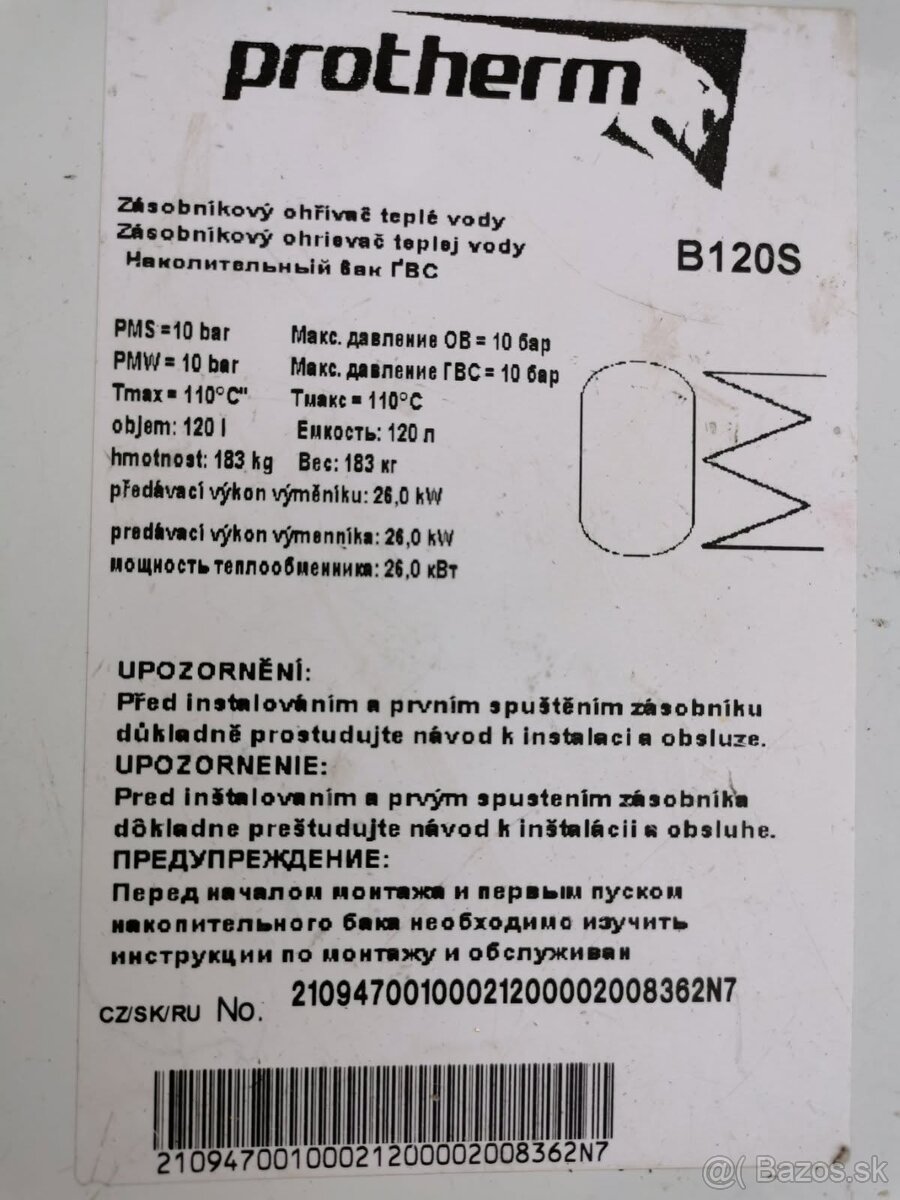 protherm
Zásobníkový ohřívač teplé vody
Zásobníkový ohrievač teplej vody
Накопительный бак ГВС
B120S
PMS =10 bar Макс. давление ОВ = 10 бар
PMW = 10 bar Макс. давление ГВС = 10 бар
Tmax = 110°C" Тмакс = 110°C
objem: 120 l Емкость: 120 л
hmotnost: 183 kg Вес: 183 кг
předávací výkon výměniku: 26,0 kW
predávací výkon výmenníka: 26,0 kW
мощность теплообменника: 26,0 кВт
UPOZORNĚNÍ:
Před instalováním a prvním spuštěním zásobníku
důkladně prostudujte návod k instalaci a obsluze.
UPOZORNENIE:
Pred inštalovaním a prvým spustením zásobníka
dôkladne preštudujte návod k inštalácii a obsluhe.
ПРЕДУПРЕЖДЕНИЕ:
Перед началом монтажа и первым пуском
накопительного бака необходимо изучить
инструкции по монтажу и обслуживан
CZ/SK/RU No. 21094700100021200002008362N7
21094700100021200002008362N7
@( Bazos.sk